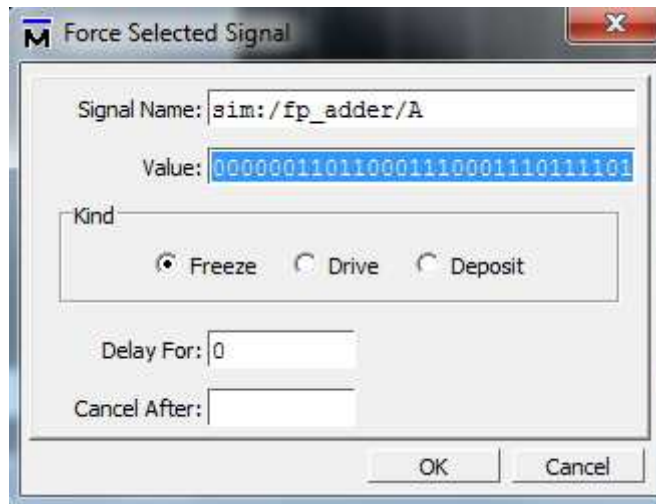 Force Selected Signal
Signal Name: sim:/fp_adder/A
Value: 0000000110110001110001110111101
Kind
Freeze Drive Deposit
Delay For: 0
Cancel After:
OK Cancel